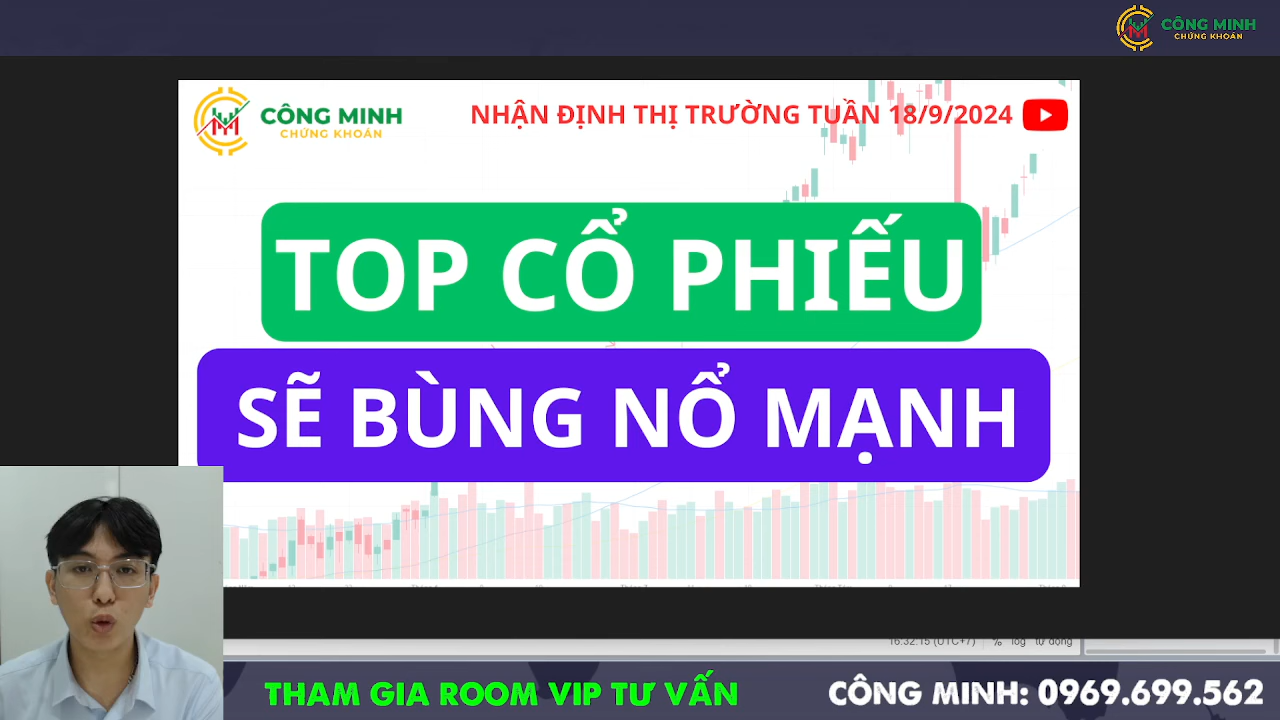 CÔNG MINH
CHỨNG KHOÁN
CÔNG MINH
CHỨNG KHOÁN
NHẬN ĐỊNH THỊ TRƯỜNG TUẦN 18/9/2024
TOP CỔ PHIẾU
SẼ BÙNG NỔ MẠNH
16:32:15 (UTC+7) % log tự động
THAM GIA ROOM VIP TƯ VẤN
CÔNG MINH: 0969.699.562